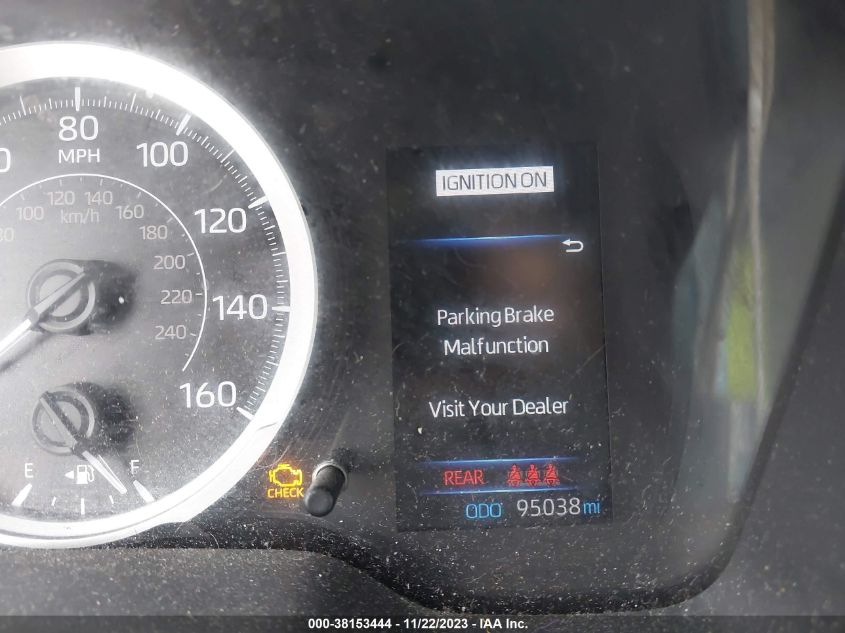 80
MPH
100
120
140
160
100
120
140
km/h
160
180
200
220
240
E
F
CHECK
IGNITION ON
Parking Brake
Malfunction
Visit Your Dealer
REAR
ODO 95038 mi
000-38153444 - 11/22/2023 - IAA Inc.